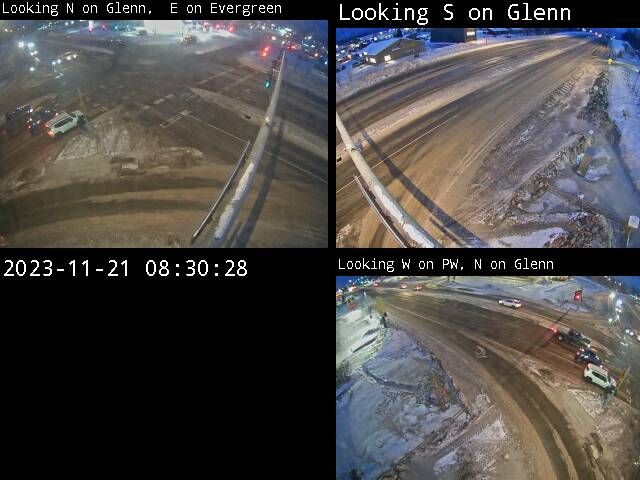 Looking N on Glenn, E on Evergreen
Looking S on Glenn
2023-11-21 08:30:28
Looking W on PW, N on Glenn